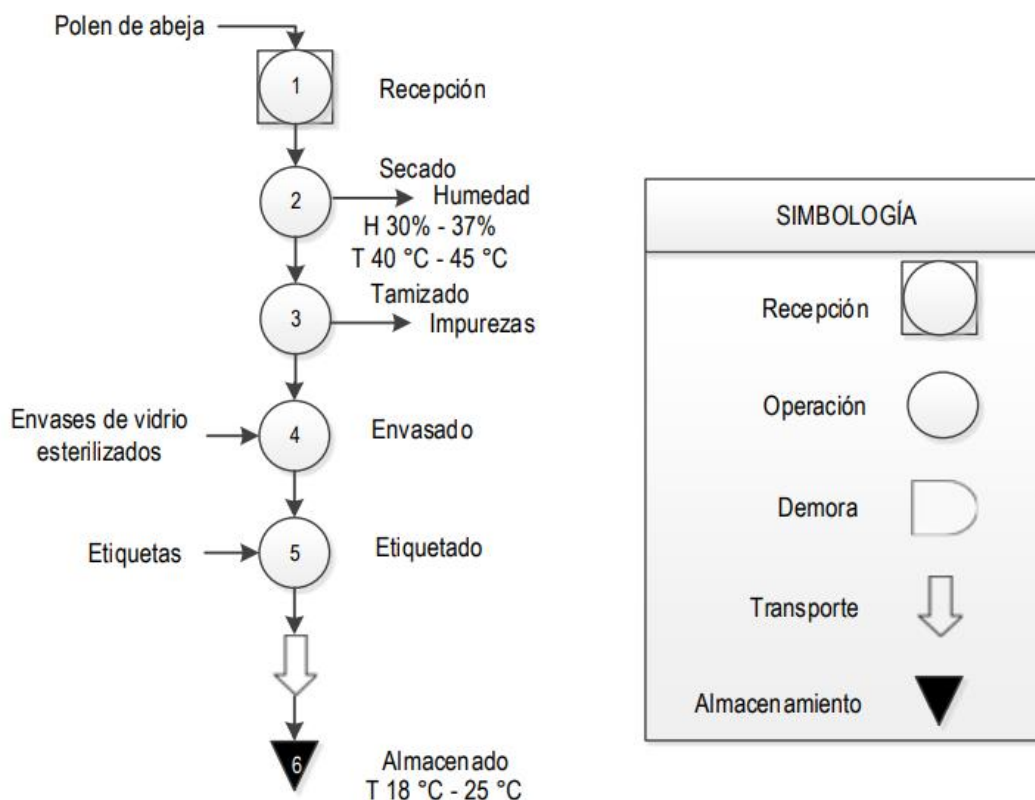 Polen de abeja
1
Recepción
2
Secado
Humedad
H 30% - 37%
T 40 °C - 45 °C
3
Tamizado
Impurezas
Envases de vidrio
esterilizados
4
Envasado
Etiquetas
5
Etiquetado
6
Almacenado
T 18 °C - 25 °C
SIMBOLOGÍA
Recepción
Operación
Demora
Transporte
Almacenamiento